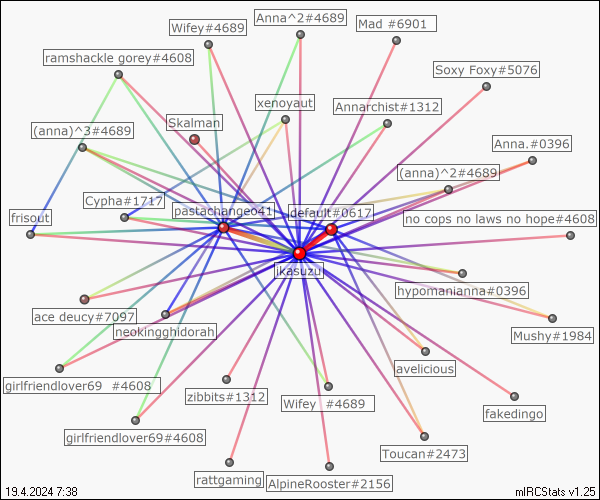 Anna^2#4689
Wifey#4689
Mad #6901
ramshackle gorey#4608
Soxy Foxy#5076
xenoyaut
Annarchist#1312
Skalman
(anna)^3#4689
Anna.#0396
(anna)^2#4689
Cypha#1717
pastachangeo41
default#0617
frisout
no cops no laws no hope#4608
ikasuzu
hypomanianna#0396
ace deucy#7097
neokingghidorah
Mushy#1984
avelicious
girlfriendlover69 #4608
zibbits#1312
Wifey #4689
fakedingo
girlfriendlover69#4608
Toucan#2473
rattgaming
AlpineRooster#2156
19.4.2024 7:38
mIRCStats v1.25